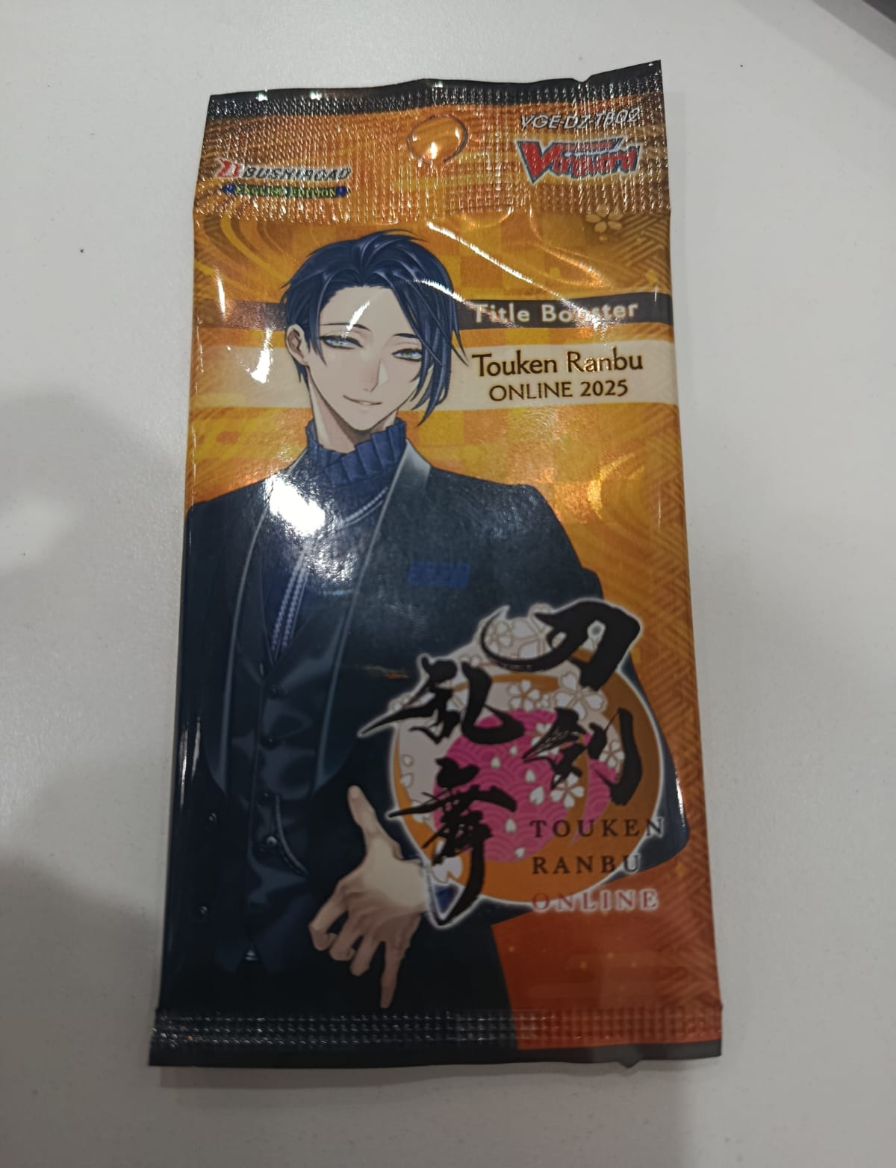 VGE-DZ-TB02
BUSHIROAD
VANGUARD
Title Booster
Touken Ranbu
ONLINE 2025
刀剣
乱舞
TOUKEN
RANBU
ONLINE